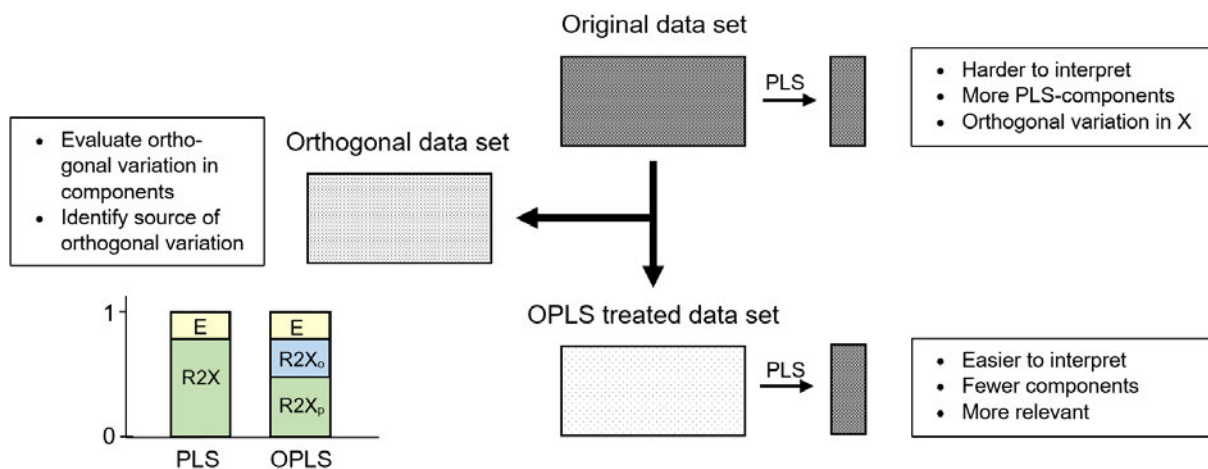 Original data set
PLS
• Harder to interpret
• More PLS-components
• Orthogonal variation in X
• Evaluate ortho-
gonal variation in
components
• Identify source of
orthogonal variation
Orthogonal data set
OPLS treated data set
PLS
• Easier to interpret
• Fewer components
• More relevant
1
E
E
R2X
R2Xₒ
R2Xₚ
0
PLS
OPLS